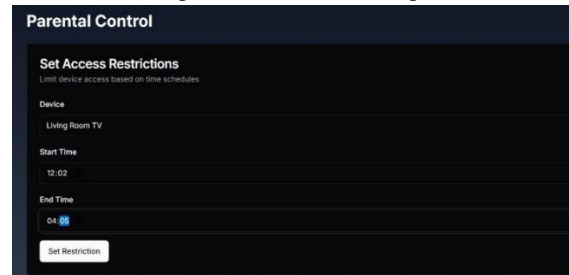 Parental Control
Set Access Restrictions
Limit device access based on time schedules
Device
Living Room TV
Start Time
12:02
End Time
04:05
Set Restriction